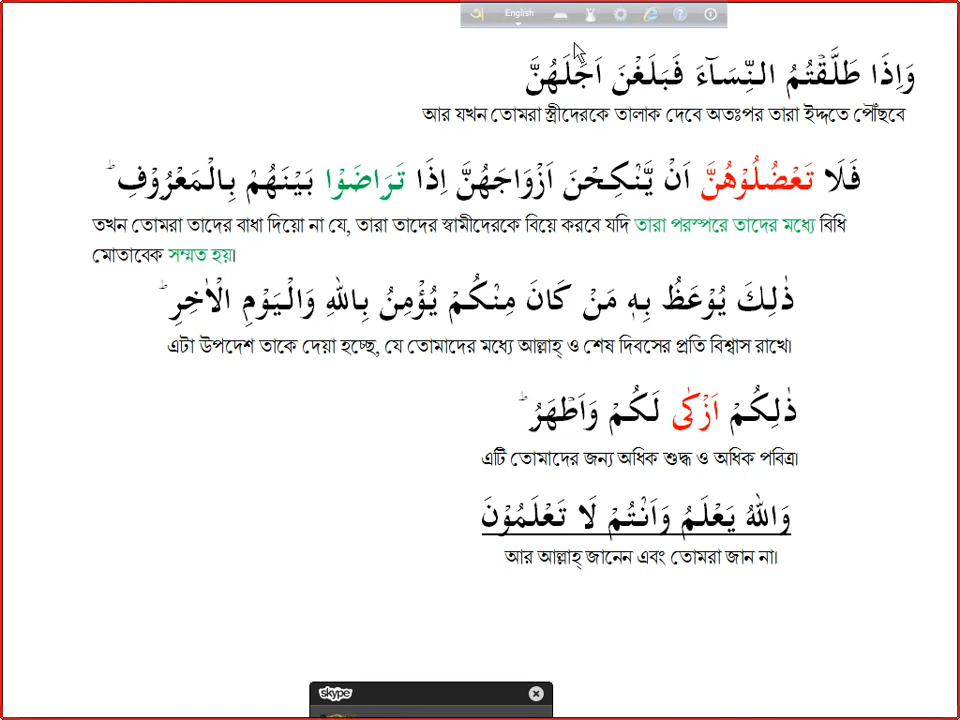 অ English
وَاِذَا طَلَّقْتُمُ النِّسَآءَ فَبَلَغْنَ اَجَلَهُنَّ
আর যখন তোমরা স্ত্রীদেরকে তালাক দেবে অতঃপর তারা ইদ্দতে পৌঁছবে
فَلَا تَعْضُلُوْهُنَّ اَنْ يَّنْكِحْنَ اَزْوَاجَهُنَّ اِذَا تَرَاضَوْا بَيْنَهُمْ بِالْمَعْرُوْفِ ؕ
তখন তোমরা তাদের বাধা দিয়ো না যে, তারা তাদের স্বামীদেরকে বিয়ে করবে যদি তারা পরস্পরে তাদের মধ্যে বিধি
মোতাবেক সম্মত হয়।
ذٰلِكَ يُوْعَظُ بِهٖ مَنْ كَانَ مِنْكُمْ يُؤْمِنُ بِاللّٰهِ وَالْيَوْمِ الْاٰخِرِ ؕ
এটা উপদেশ তাকে দেয়া হচ্ছে, যে তোমাদের মধ্যে আল্লাহ্ ও শেষ দিবসের প্রতি বিশ্বাস রাখে।
ذٰلِكُمْ اَزْكٰى لَكُمْ وَاَطْهَرُ ؕ
এটি তোমাদের জন্য অধিক শুদ্ধ ও অধিক পবিত্র।
وَاللّٰهُ يَعْلَمُ وَاَنْتُمْ لَا تَعْلَمُوْنَ
আর আল্লাহ্ জানেন এবং তোমরা জান না।
skype